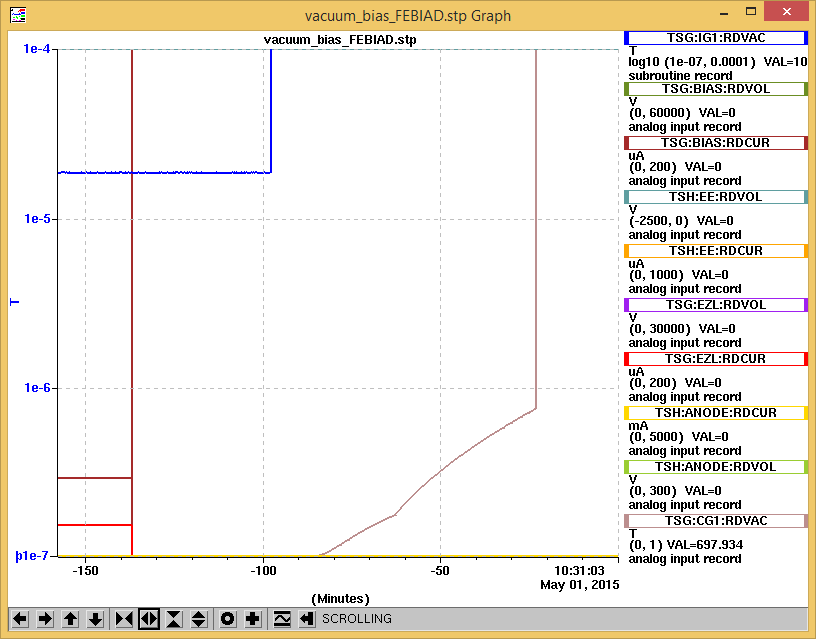 vacuum_bias_FEBIAD.stp Graph
vacuum_bias_FEBIAD.stp
1e-4
1e-5
T
1e-6
1e-7
-150
-100
-50
10:31:03
May 01, 2015
(Minutes)
TSG:IG1:RDVAC
T
log10 (1e-07, 0.0001) VAL=10
subroutine record
TSG:BIAS:RDVOL
V
(0, 60000) VAL=0
analog input record
TSG:BIAS:RDCUR
uA
(0, 200) VAL=0
analog input record
TSH:EE:RDVOL
V
(-2500, 0) VAL=0
analog input record
TSH:EE:RDCUR
uA
(0, 1000) VAL=0
analog input record
TSG:EZL:RDVOL
V
(0, 30000) VAL=0
analog input record
TSG:EZL:RDCUR
uA
(0, 200) VAL=0
analog input record
TSH:ANODE:RDCUR
mA
(0, 5000) VAL=0
analog input record
TSH:ANODE:RDVOL
V
(0, 300) VAL=0
analog input record
TSG:CG1:RDVAC
T
(0, 1) VAL=697.934
analog input record
SCROLLING